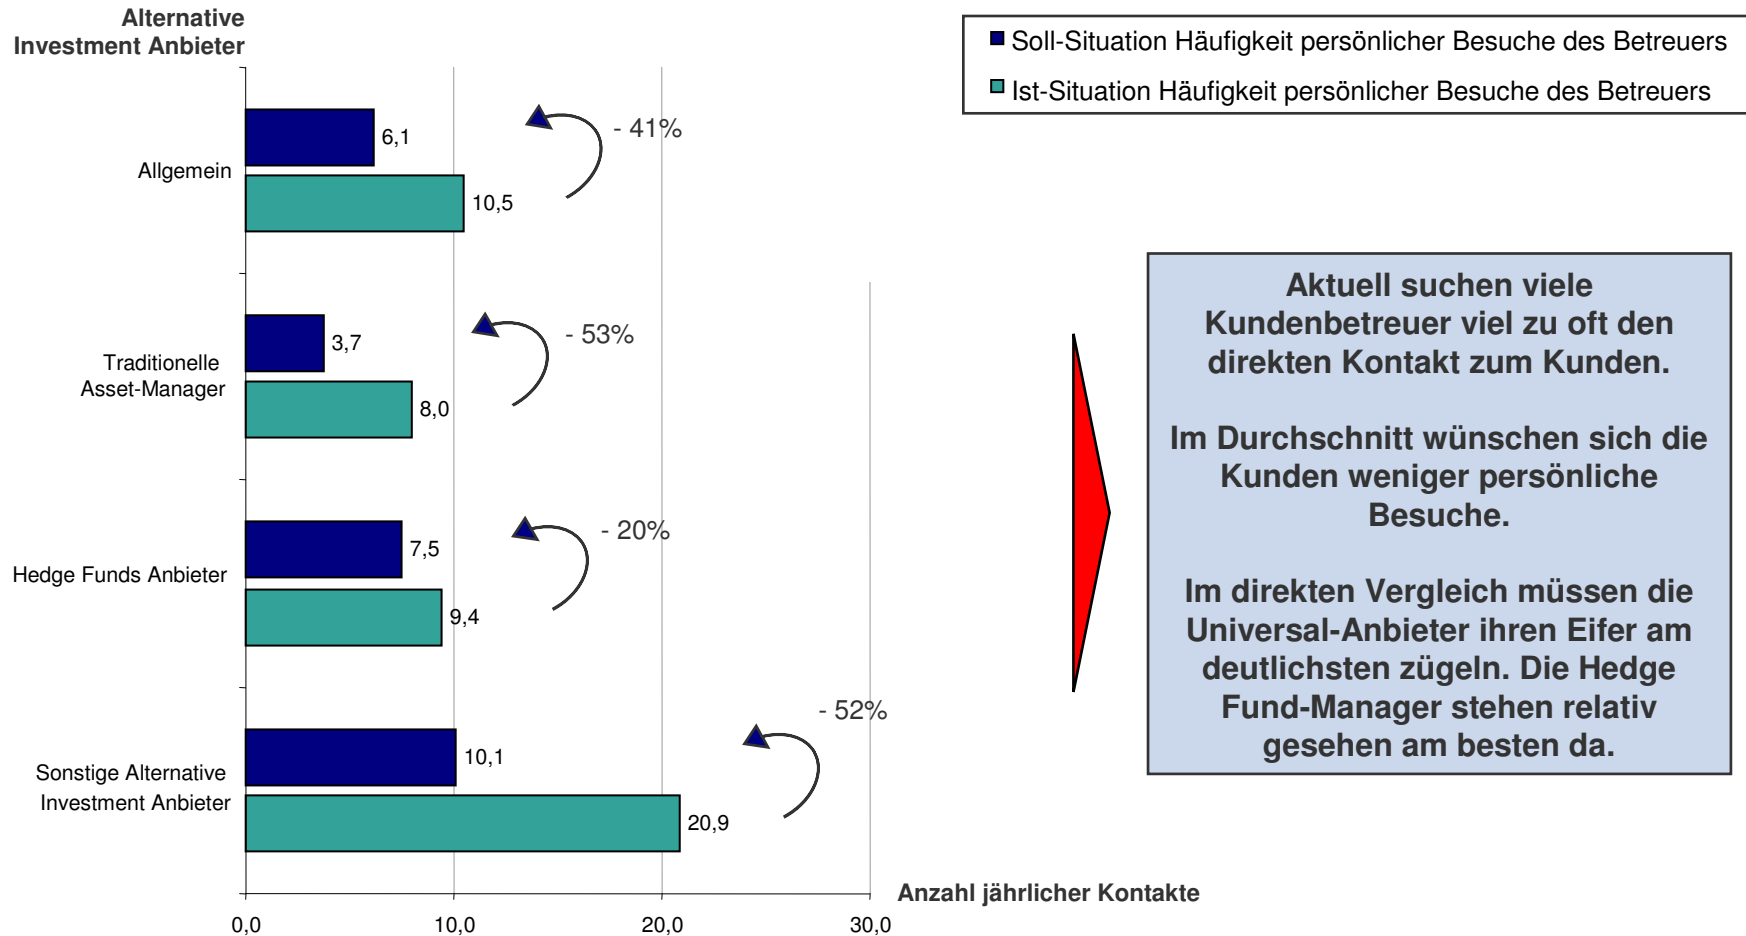 Alternative
Investment Anbieter
Soll-Situation Häufigkeit persönlicher Besuche des Betreuers
Ist-Situation Häufigkeit persönlicher Besuche des Betreuers
Allgemein
6,1
10,5
- 41%
Traditionelle
Asset-Manager
3,7
8,0
- 53%
Hedge Funds Anbieter
7,5
9,4
- 20%
Sonstige Alternative
Investment Anbieter
10,1
20,9
- 52%
0,0
10,0
20,0
30,0
Anzahl jährlicher Kontakte
Aktuell suchen viele
Kundenbetreuer viel zu oft den
direkten Kontakt zum Kunden.
Im Durchschnitt wünschen sich die
Kunden weniger persönliche
Besuche.
Im direkten Vergleich müssen die
Universal-Anbieter ihren Eifer am
deutlichsten zügeln. Die Hedge
Fund-Manager stehen relativ
gesehen am besten da.